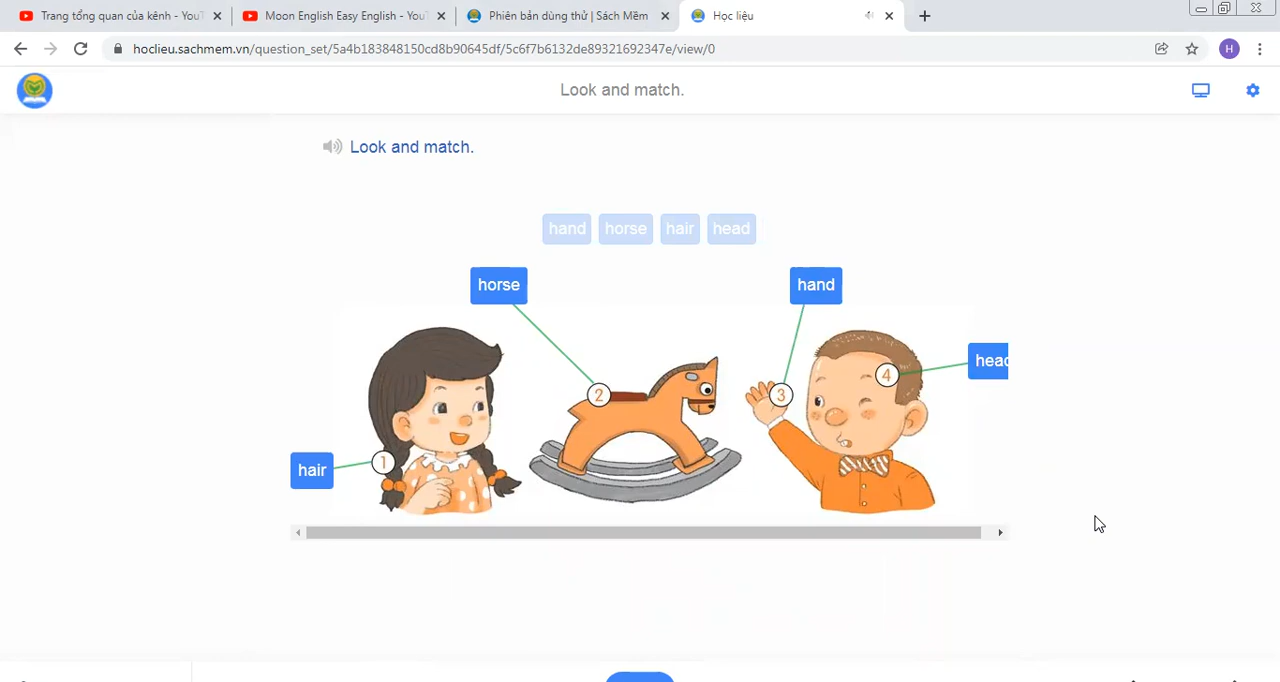 Trang tổng quan của kênh - You
Moon English Easy English - You
Phiên bản dùng thử | Sách Mềm
Học liệu
hoclieu.sachmem.vn/question_set/5a4b183848150cd8b90645df/5c6f7b6132de89321692347e/view/0
H
Look and match.
Look and match.
hand horse hair head
horse
hand
head
hair
1
2
3
4